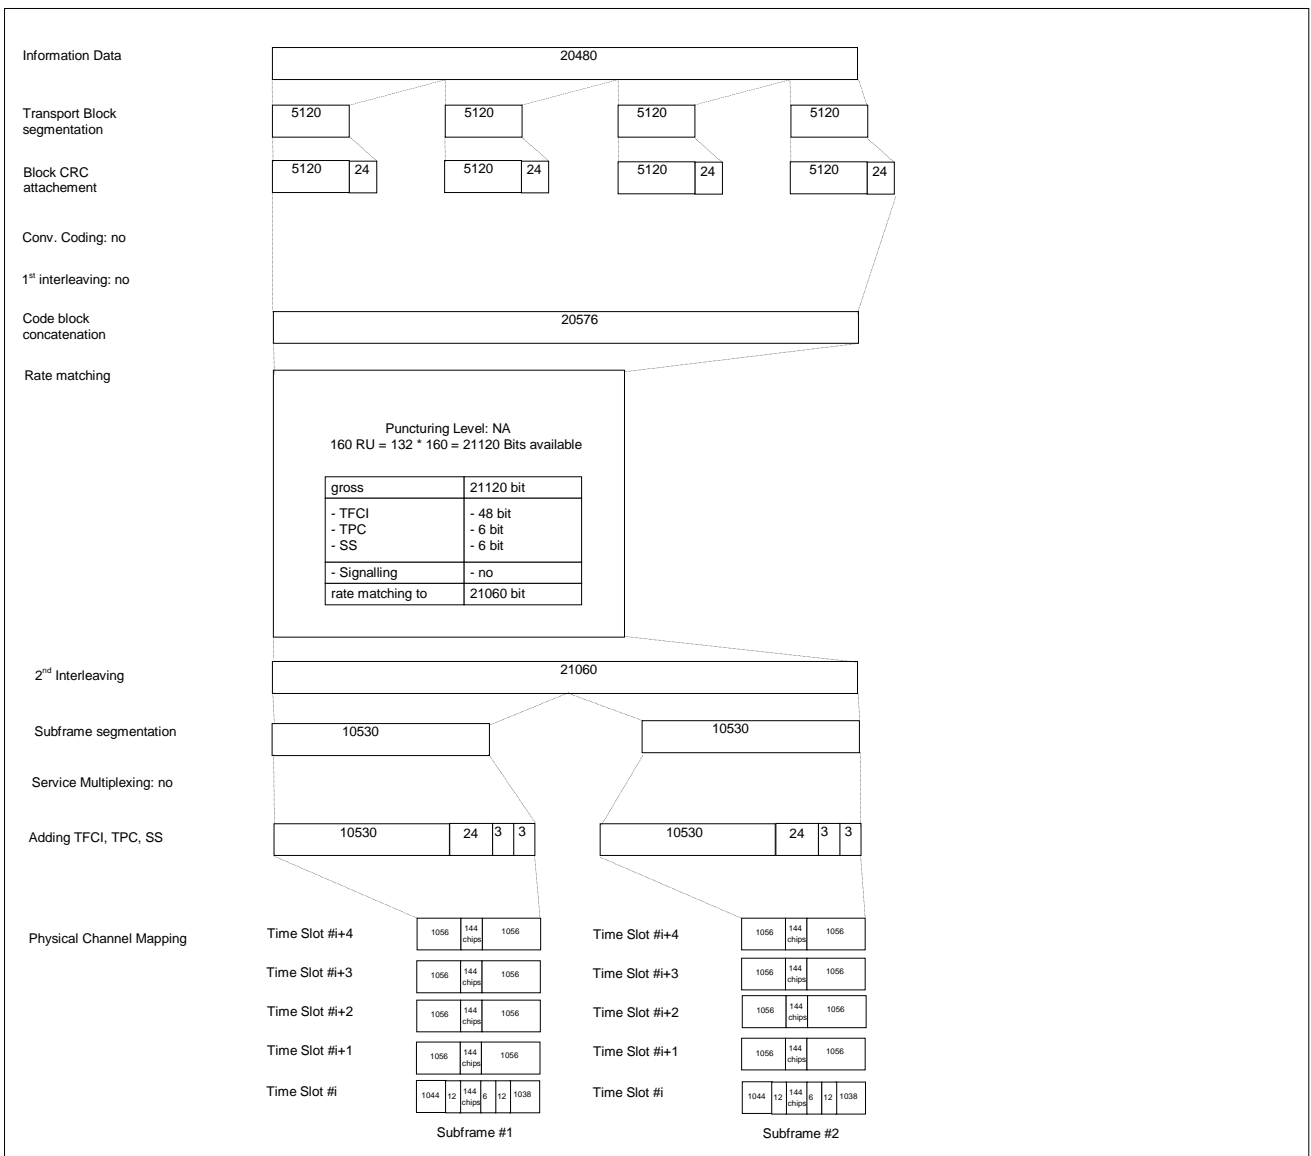 Information Data
20480
Transport Block
segmentation
5120
5120
5120
5120
Block CRC
attachement
5120 24
5120 24
5120 24
5120 24
Conv. Coding: no
1st interleaving: no
Code block
concatenation
20576
Rate matching
Puncturing Level: NA
160 RU = 132 * 160 = 21120 Bits available
gross 21120 bit
- TFCI - 48 bit
- TPC - 6 bit
- SS - 6 bit
- Signalling - no
rate matching to 21060 bit
2nd Interleaving
21060
Subframe segmentation
10530
10530
Service Multiplexing: no
Adding TFCI, TPC, SS
10530 24 3 3
10530 24 3 3
Physical Channel Mapping
Time Slot #i+4
1056 144 chips 1056
Time Slot #i+4
1056 144 chips 1056
Time Slot #i+3
1056 144 chips 1056
Time Slot #i+3
1056 144 chips 1056
Time Slot #i+2
1056 144 chips 1056
Time Slot #i+2
1056 144 chips 1056
Time Slot #i+1
1056 144 chips 1056
Time Slot #i+1
1056 144 chips 1056
Time Slot #i
1044 12 144 chips 6 12 1038
Time Slot #i
1044 12 144 chips 6 12 1038
Subframe #1
Subframe #2